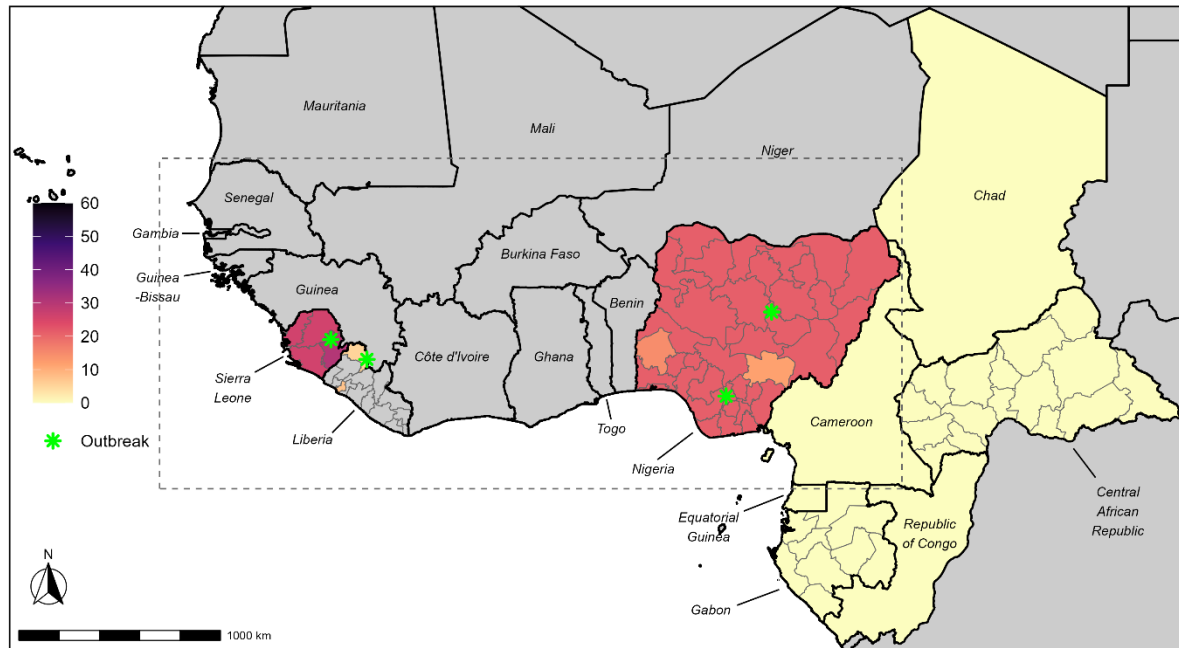 Mauritania
Mali
Niger
Chad
Senegal
Gambia
Guinea
-Bissau
Guinea
Burkina Faso
Benin
Côte d'Ivoire
Ghana
Sierra
Leone
Liberia
Togo
Nigeria
Cameroon
Equatorial
Guinea
Republic
of Congo
Central
African
Republic
Gabon
60
50
40
30
20
10
0
Outbreak
N
1000 km